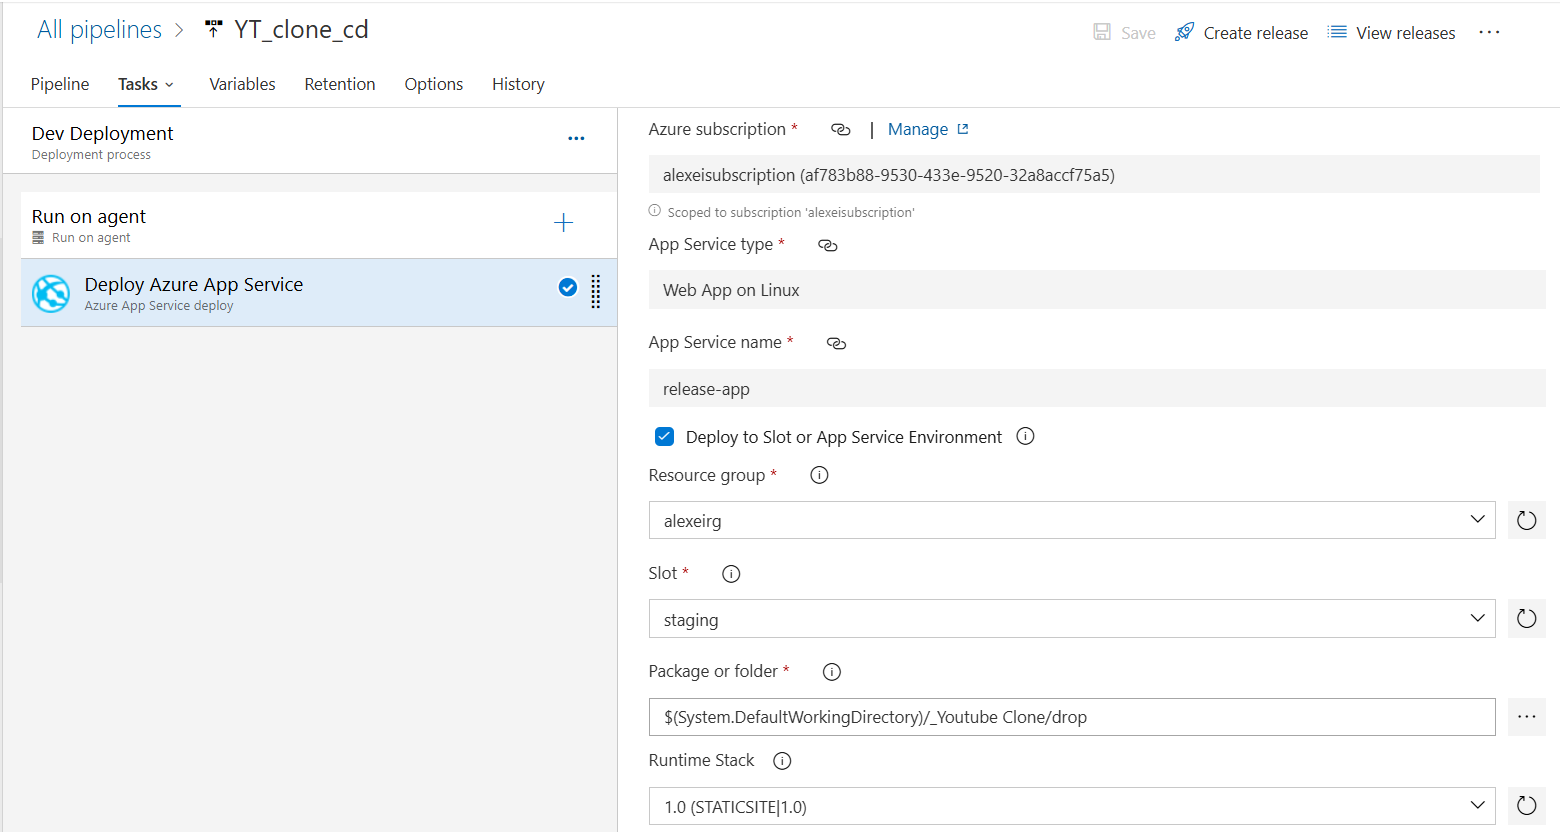 All pipelines > YT_clone_cd
Save Create release View releases ...
Pipeline Tasks Variables Retention Options History
Dev Deployment
Deployment process
Run on agent
Run on agent
Deploy Azure App Service
Azure App Service deploy
Azure subscription * | Manage
alexeisubscription (af783b88-9530-433e-9520-32a8accf75a5)
Scoped to subscription 'alexeisubscription'
App Service type *
Web App on Linux
App Service name *
release-app
Deploy to Slot or App Service Environment
Resource group *
alexeirg
Slot *
staging
Package or folder *
$(System.DefaultWorkingDirectory)/_Youtube Clone/drop
Runtime Stack
1.0 (STATICSITE|1.0)